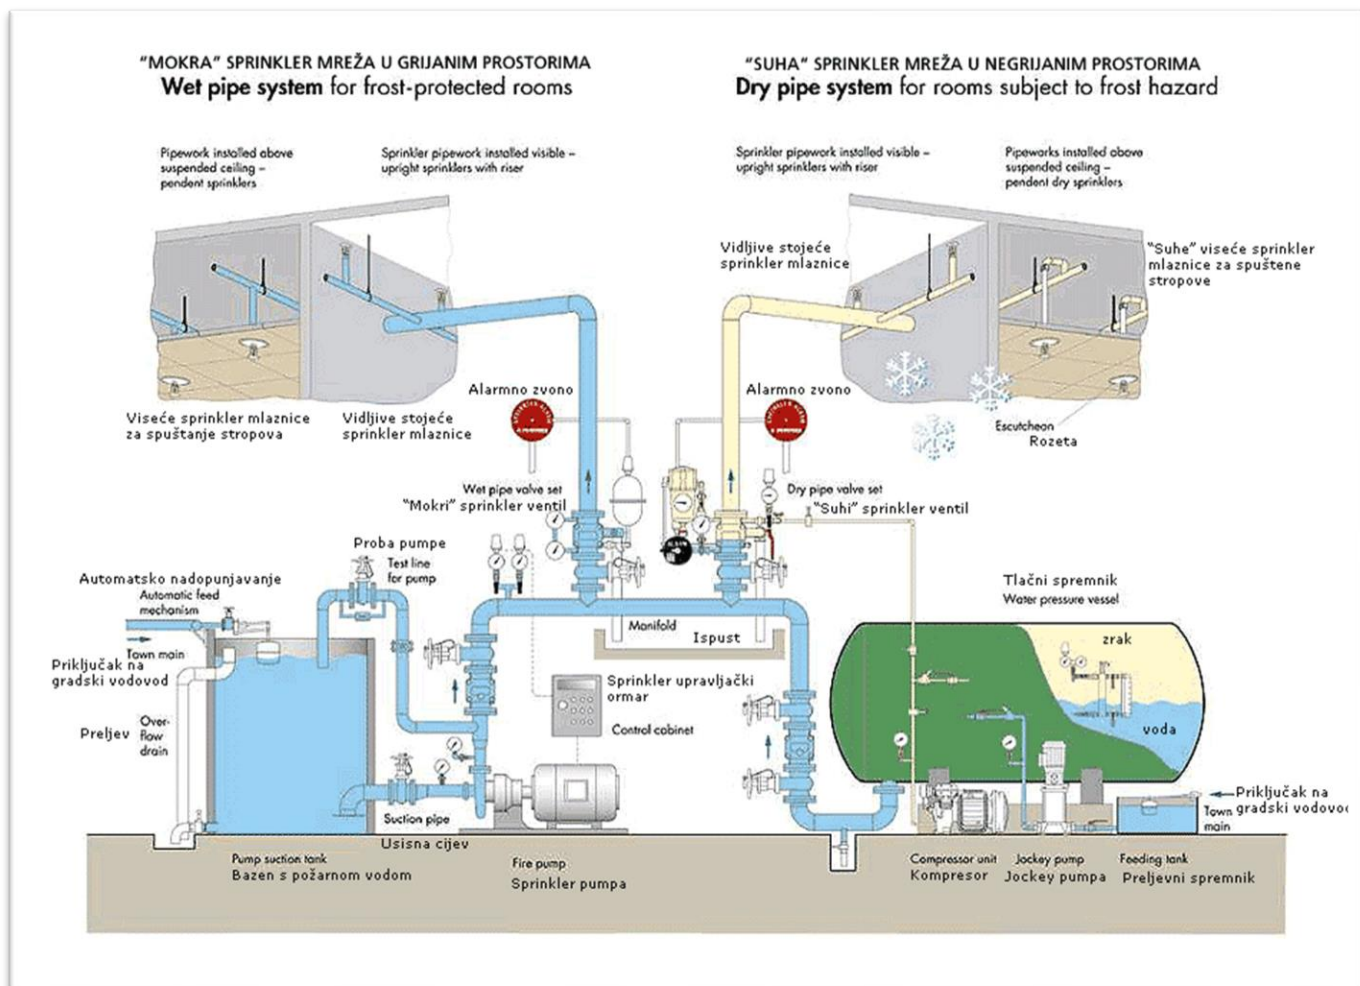 "MOKRA" SPRINKLER MREŽA U GRIJANIM PROSTORIMA
Wet pipe system for frost-protected rooms
"SUHA" SPRINKLER MREŽA U NEGRIJANIM PROSTORIMA
Dry pipe system for rooms subject to frost hazard
Pipework installed above
suspended ceiling –
pendent sprinklers
Sprinkler pipework installed visible –
upright sprinklers with riser
Sprinkler pipework installed visible –
upright sprinklers with riser
Pipeworks installed above
suspended ceiling –
pendent dry sprinklers
Vidljive stojeće
sprinkler mlaznice
"Suhe" viseće sprinkler
mlaznice za spuštene
stropove
Viseće sprinkler mlaznice
za spuštanje stropova
Vidljive stojeće
sprinkler mlaznice
Alarmno zvono
Alarmno zvono
Escutcheon
Rozeta
Wet pipe valve set
"Mokri" sprinkler ventil
Dry pipe valve set
"Suhi" sprinkler ventil
Proba pumpe
Test line
for pump
Automatsko nadopunjavanje
Automatic feed
mechanism
Town main
Priključak na
gradski vodovod
Preljev
Over-
flow
drain
Manifold
Ispust
Sprinkler upravljački
ormar
Control cabinet
Tlačni spremnik
Water pressure vessel
zrak
voda
Priključak na
gradski vodovod
Town
main
Suction pipe
Usisna cijev
Pump suction tank
Bazen s požarnom vodom
Fire pump
Sprinkler pumpa
Compressor unit
Kompresor
Jockey pump
Jockey pumpa
Feeding tank
Preljevni spremnik